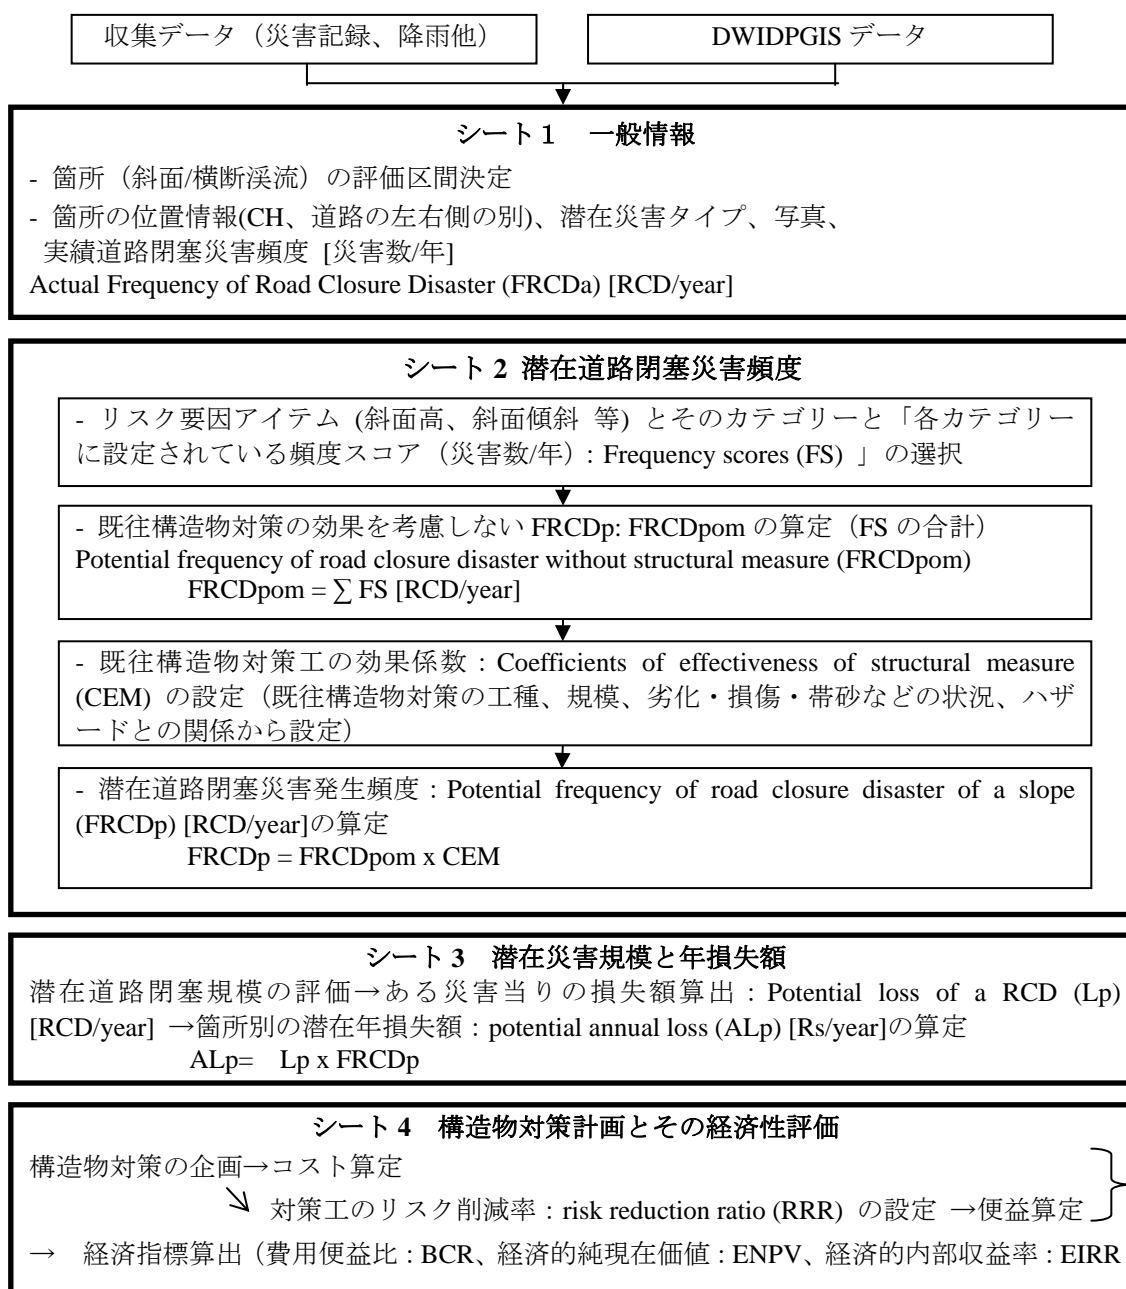 収集データ（災害記録、降雨他）
DWIDPGIS データ
シート１　一般情報
- 箇所（斜面/横断渓流）の評価区間決定
- 箇所の位置情報(CH、道路の左右側の別)、潜在災害タイプ、写真、
実績道路閉塞災害頻度 [災害数/年]
Actual Frequency of Road Closure Disaster (FRCDa) [RCD/year]
シート 2 潜在道路閉塞災害頻度
- リスク要因アイテム (斜面高、斜面傾斜 等) とそのカテゴリーと「各カテゴリー
に設定されている頻度スコア（災害数/年）: Frequency scores (FS) 」の選択
- 既往構造物対策の効果を考慮しない FRCDp: FRCDpom の算定（FS の合計）
Potential frequency of road closure disaster without structural measure (FRCDpom)
FRCDpom = ∑ FS [RCD/year]
- 既往構造物対策工の効果係数：Coefficients of effectiveness of structural measure
(CEM) の設定（既往構造物対策の工種、規模、劣化・損傷・帯砂などの状況、ハザ
ードとの関係から設定）
- 潜在道路閉塞災害発生頻度：Potential frequency of road closure disaster of a slope
(FRCDp) [RCD/year]の算定
FRCDp = FRCDpom x CEM
シート 3　潜在災害規模と年損失額
潜在道路閉塞規模の評価→ある災害当りの損失額算出：Potential loss of a RCD (Lp)
[RCD/year] →箇所別の潜在年損失額：potential annual loss (ALp) [Rs/year]の算定
ALp=　Lp x FRCDp
シート 4　構造物対策計画とその経済性評価
構造物対策の企画→コスト算定
↘ 対策工のリスク削減率：risk reduction ratio (RRR) の設定 →便益算定
→　経済指標算出（費用便益比：BCR、経済的純現在価値：ENPV、経済的内部収益率：EIRR